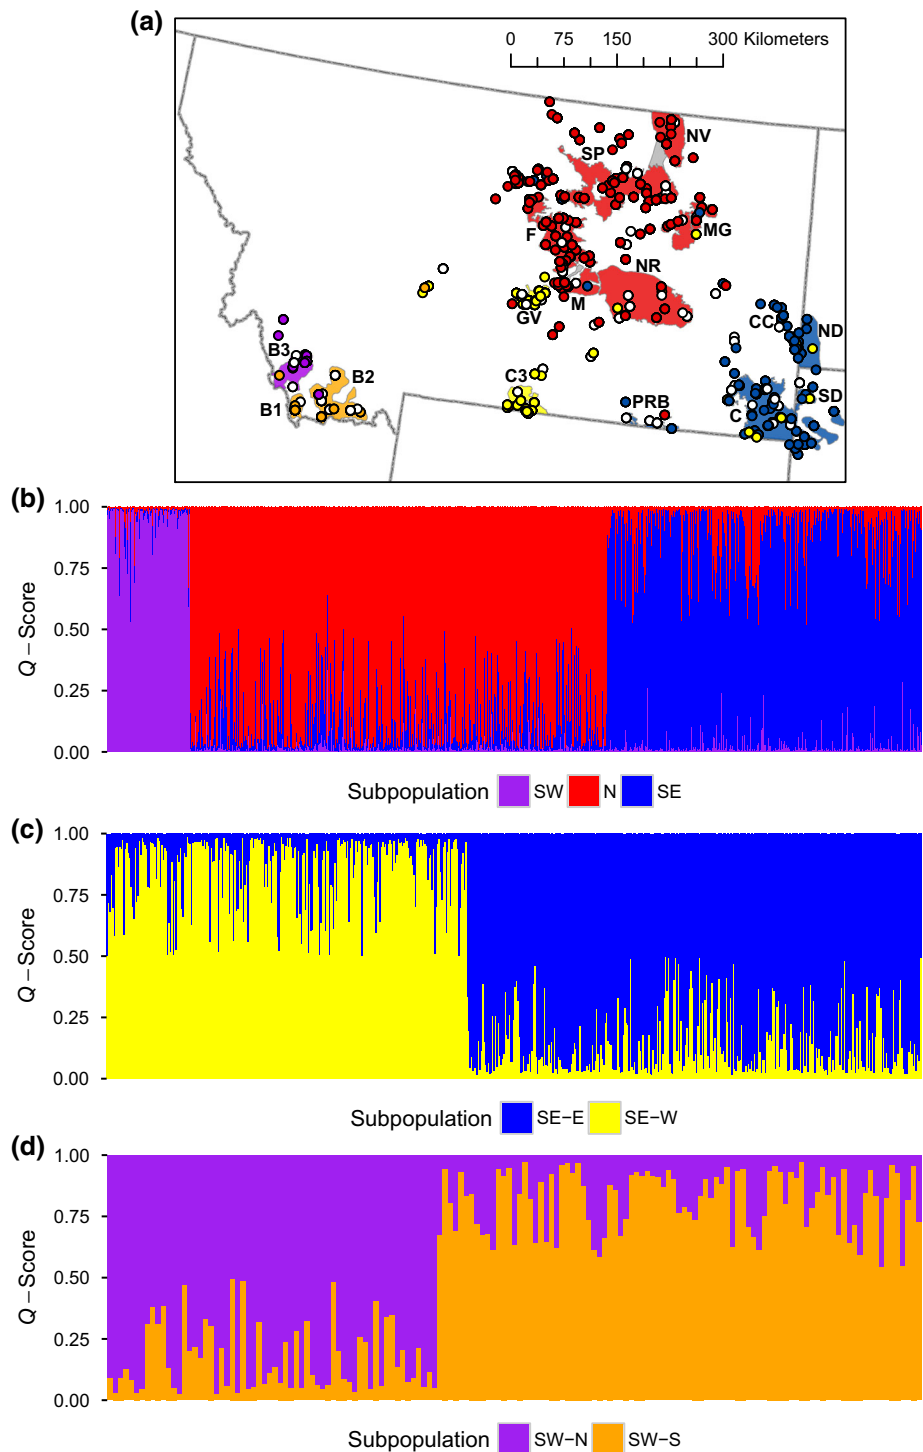 (a)
0 75 150 300 Kilometers
NV
SP
F
MG
NR
M
GV
CC
ND
B3
B2
C3
B1
PRB
C
SD
(b)
1.00
0.75
0.50
0.25
0.00
Q − Score
Subpopulation SW N SE
(c)
1.00
0.75
0.50
0.25
0.00
Q − Score
Subpopulation SE−E SE−W
(d)
1.00
0.75
0.50
0.25
0.00
Q − Score
Subpopulation SW−N SW−S